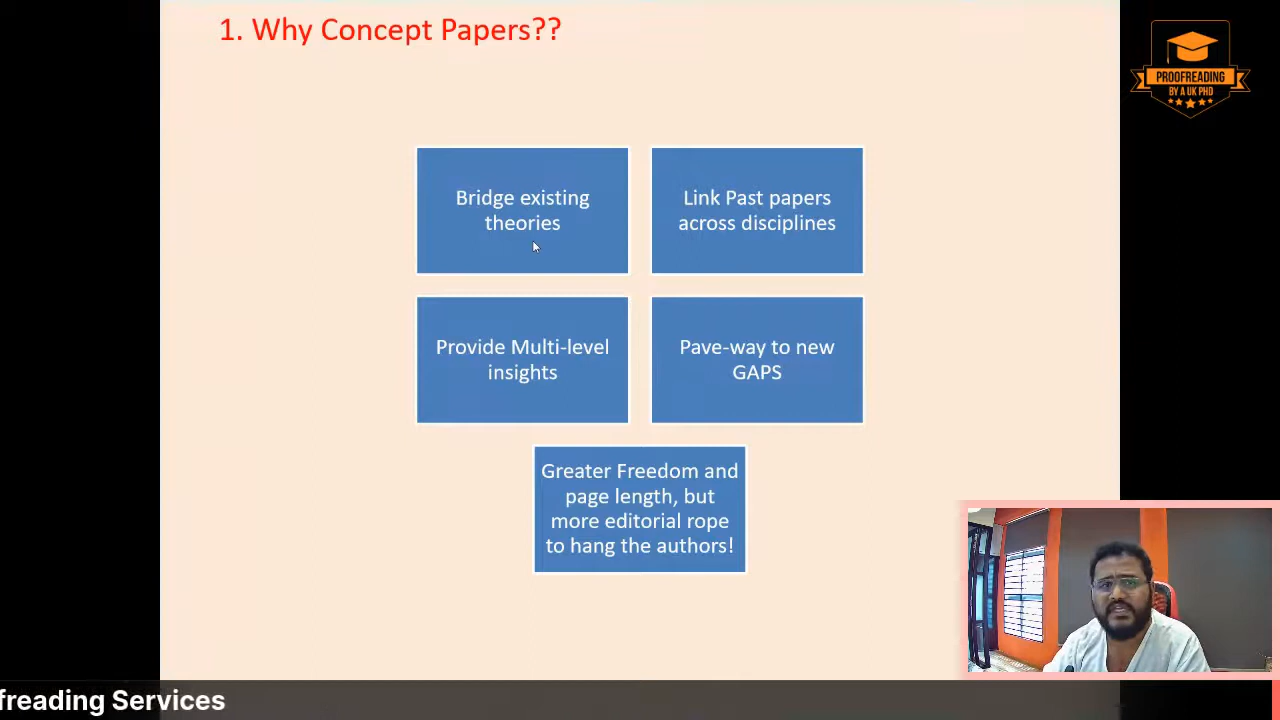 1. Why Concept Papers??
PROOFREADING
BY A UK PHD
Bridge existing
theories
Link Past papers
across disciplines
Provide Multi-level
insights
Pave-way to new
GAPS
Greater Freedom and
page length, but
more editorial rope
to hang the authors!
freading Services